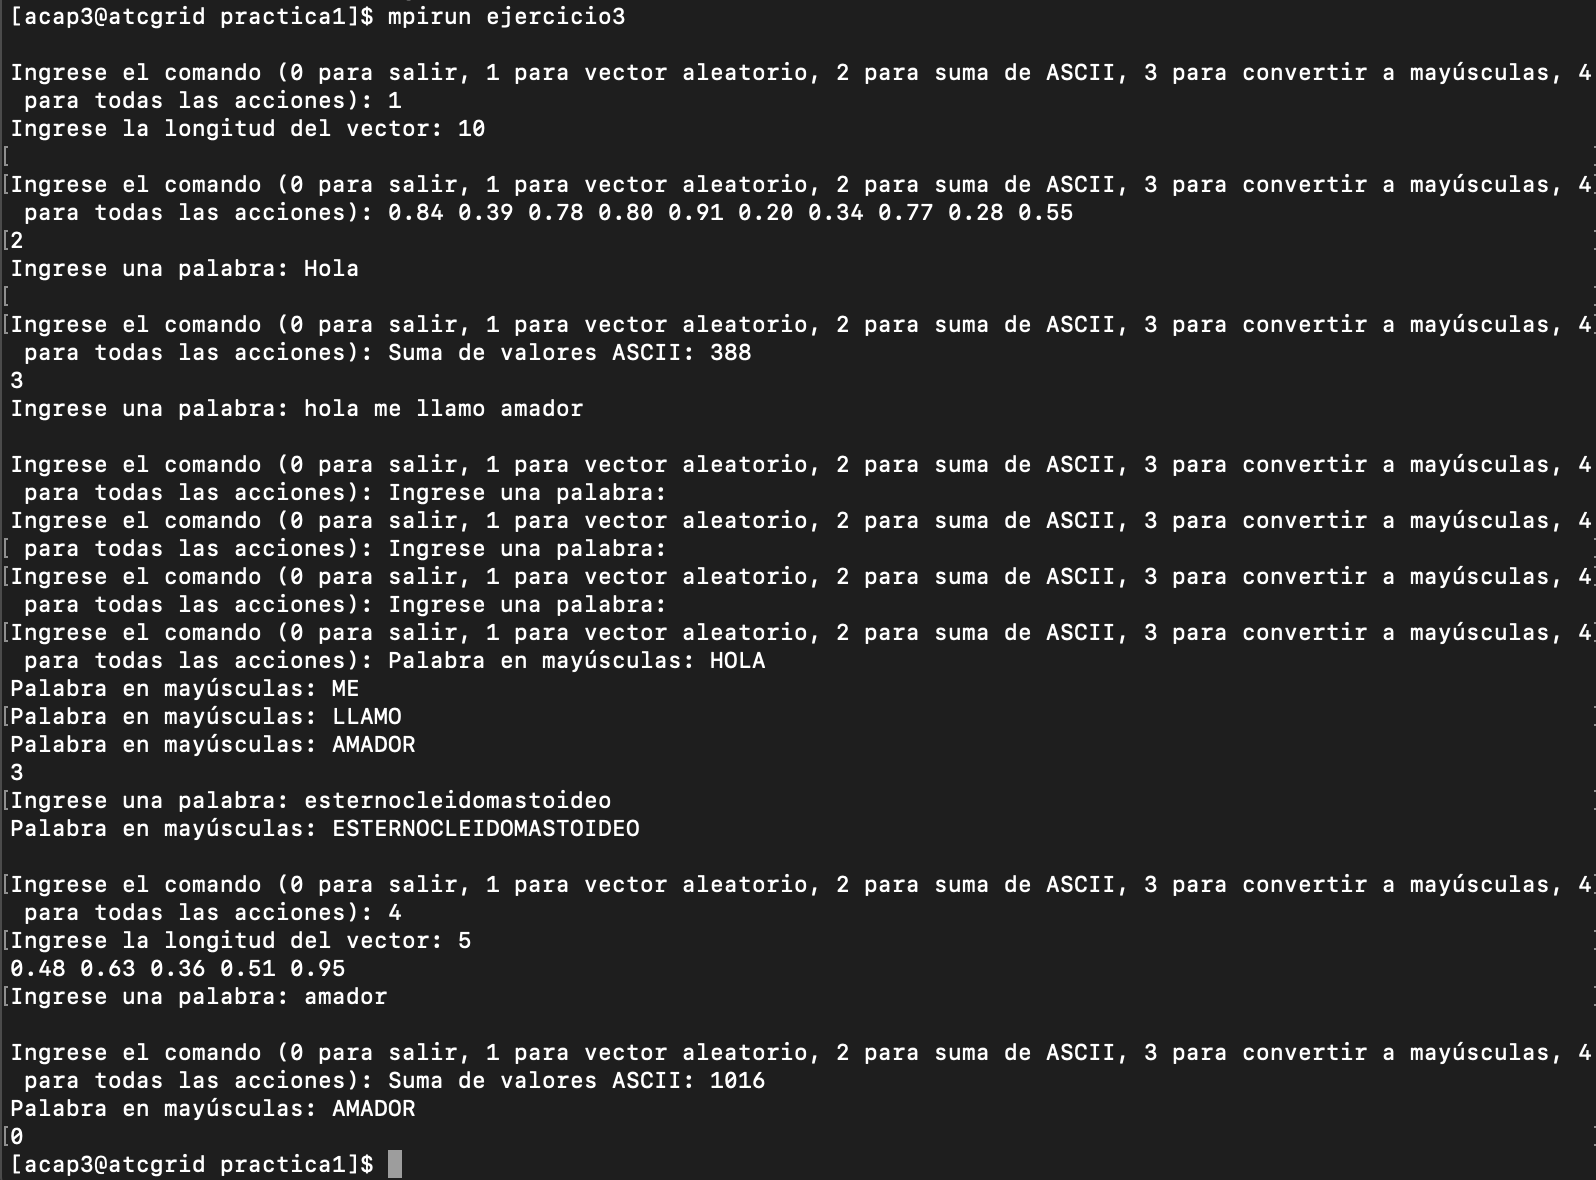 [acap3@atcgrid practica1]$ mpirun ejercicio3
Ingrese el comando (0 para salir, 1 para vector aleatorio, 2 para suma de ASCII, 3 para convertir a mayúsculas, 4
para todas las acciones): 1
Ingrese la longitud del vector: 10
[
[Ingrese el comando (0 para salir, 1 para vector aleatorio, 2 para suma de ASCII, 3 para convertir a mayúsculas, 4]
para todas las acciones): 0.84 0.39 0.78 0.80 0.91 0.20 0.34 0.77 0.28 0.55
[2
Ingrese una palabra: Hola
[
[Ingrese el comando (0 para salir, 1 para vector aleatorio, 2 para suma de ASCII, 3 para convertir a mayúsculas, 4]
para todas las acciones): Suma de valores ASCII: 388
3
Ingrese una palabra: hola me llamo amador
Ingrese el comando (0 para salir, 1 para vector aleatorio, 2 para suma de ASCII, 3 para convertir a mayúsculas, 4
para todas las acciones): Ingrese una palabra:
Ingrese el comando (0 para salir, 1 para vector aleatorio, 2 para suma de ASCII, 3 para convertir a mayúsculas, 4
[ para todas las acciones): Ingrese una palabra:
[Ingrese el comando (0 para salir, 1 para vector aleatorio, 2 para suma de ASCII, 3 para convertir a mayúsculas, 4]
para todas las acciones): Ingrese una palabra:
[Ingrese el comando (0 para salir, 1 para vector aleatorio, 2 para suma de ASCII, 3 para convertir a mayúsculas, 4]
para todas las acciones): Palabra en mayúsculas: HOLA
Palabra en mayúsculas: ME
[Palabra en mayúsculas: LLAMO
Palabra en mayúsculas: AMADOR
3
[Ingrese una palabra: esternocleidomastoideo
Palabra en mayúsculas: ESTERNOCLEIDOMASTOIDEO
[Ingrese el comando (0 para salir, 1 para vector aleatorio, 2 para suma de ASCII, 3 para convertir a mayúsculas, 4]
para todas las acciones): 4
[Ingrese la longitud del vector: 5
0.48 0.63 0.36 0.51 0.95
[Ingrese una palabra: amador
Ingrese el comando (0 para salir, 1 para vector aleatorio, 2 para suma de ASCII, 3 para convertir a mayúsculas, 4
para todas las acciones): Suma de valores ASCII: 1016
Palabra en mayúsculas: AMADOR
[0
[acap3@atcgrid practica1]$